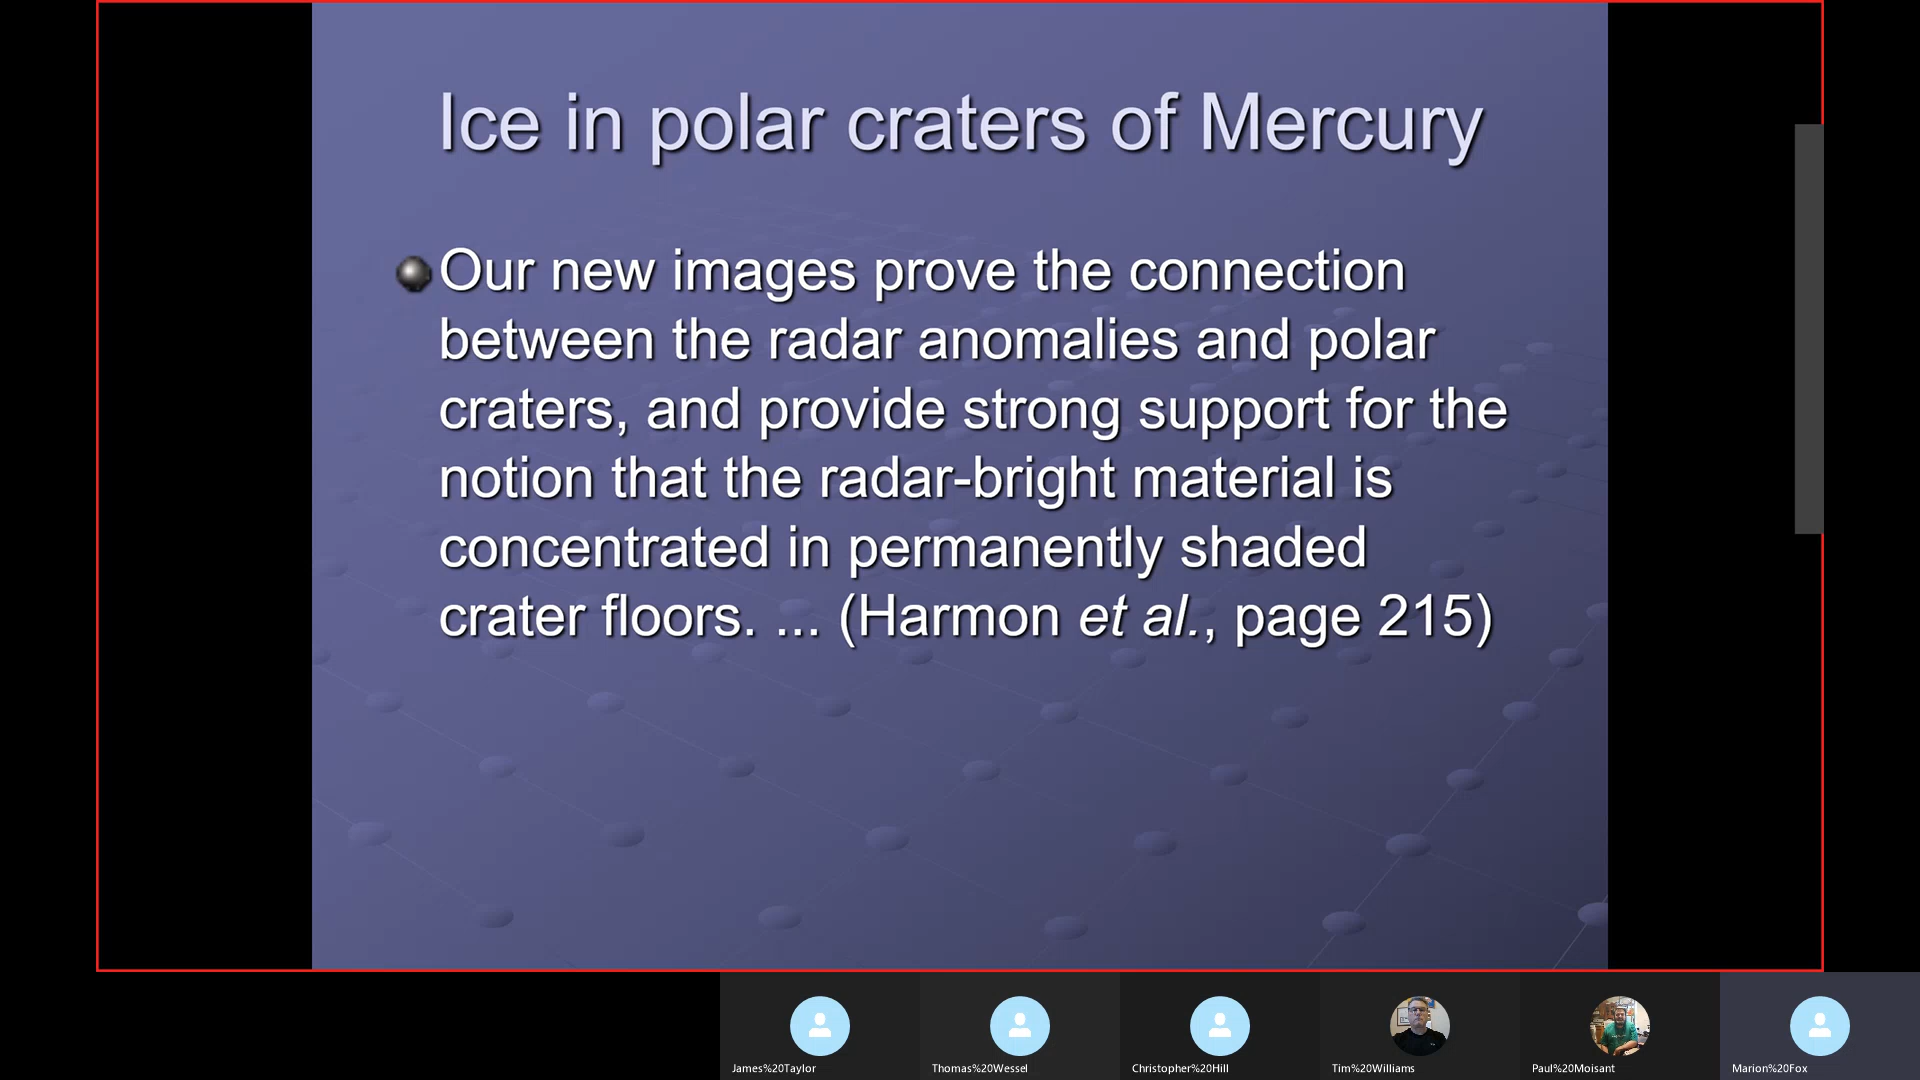 Ice in polar craters of Mercury
Our new images prove the connection
between the radar anomalies and polar
craters, and provide strong support for the
notion that the radar-bright material is
concentrated in permanently shaded
crater floors. ... (Harmon et al., page 215)
James%20Taylor
Thomas%20Wessel
Christopher%20Hill
Tim%20Williams
Paul%20Moisant
Marion%20Fox